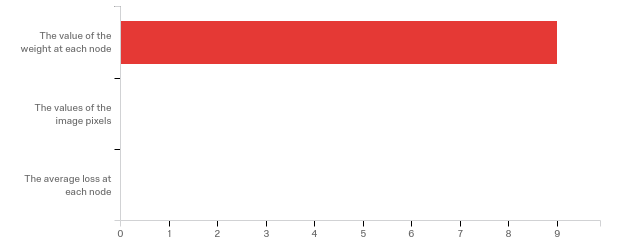 The value of the
weight at each node
The values of the
image pixels
The average loss at
each node
0 1 2 3 4 5 6 7 8 9